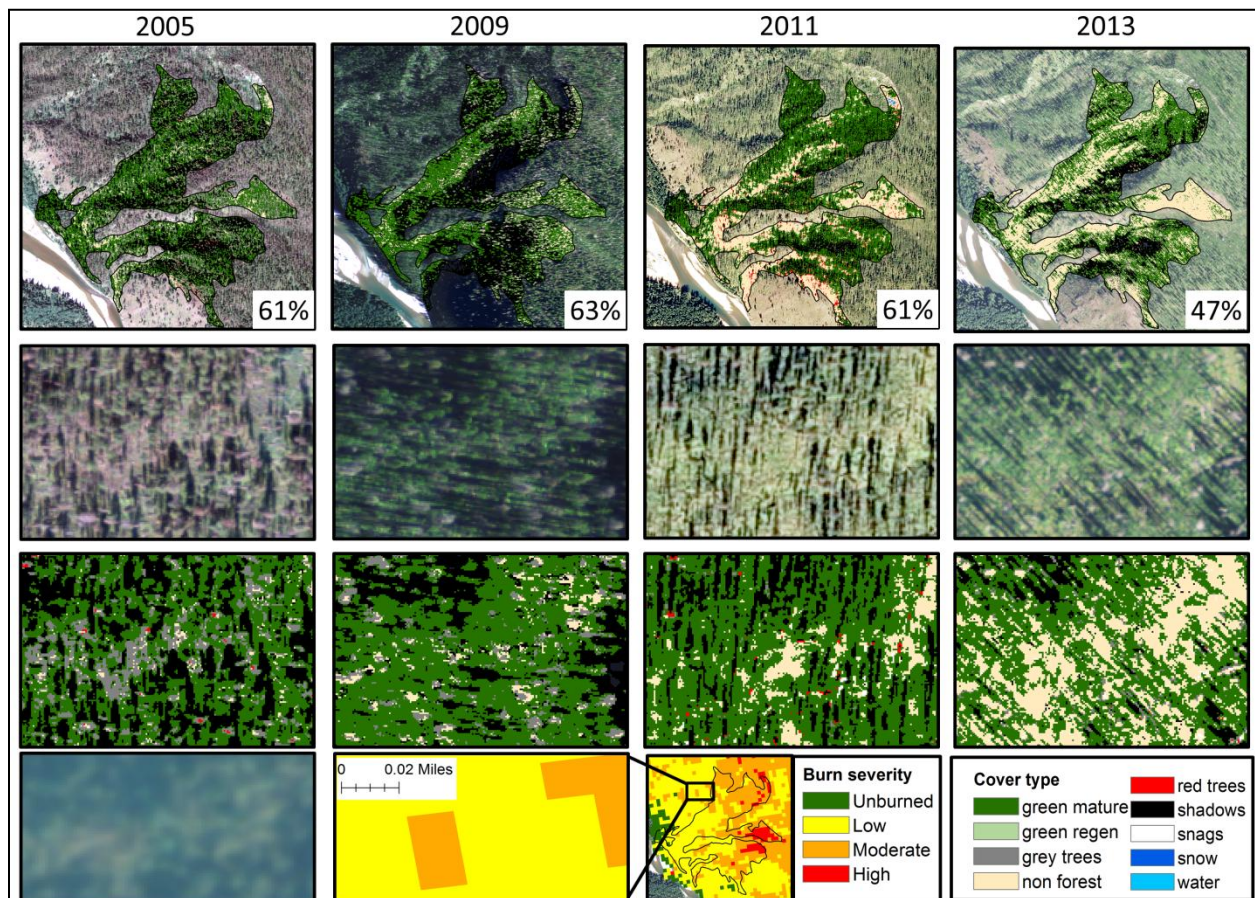 2005
2009
2011
2013
61%
63%
61%
47%
0 0.02 Miles
Burn severity
Unburned
Low
Moderate
High
Cover type
green mature
green regen
grey trees
non forest
red trees
shadows
snags
snow
water